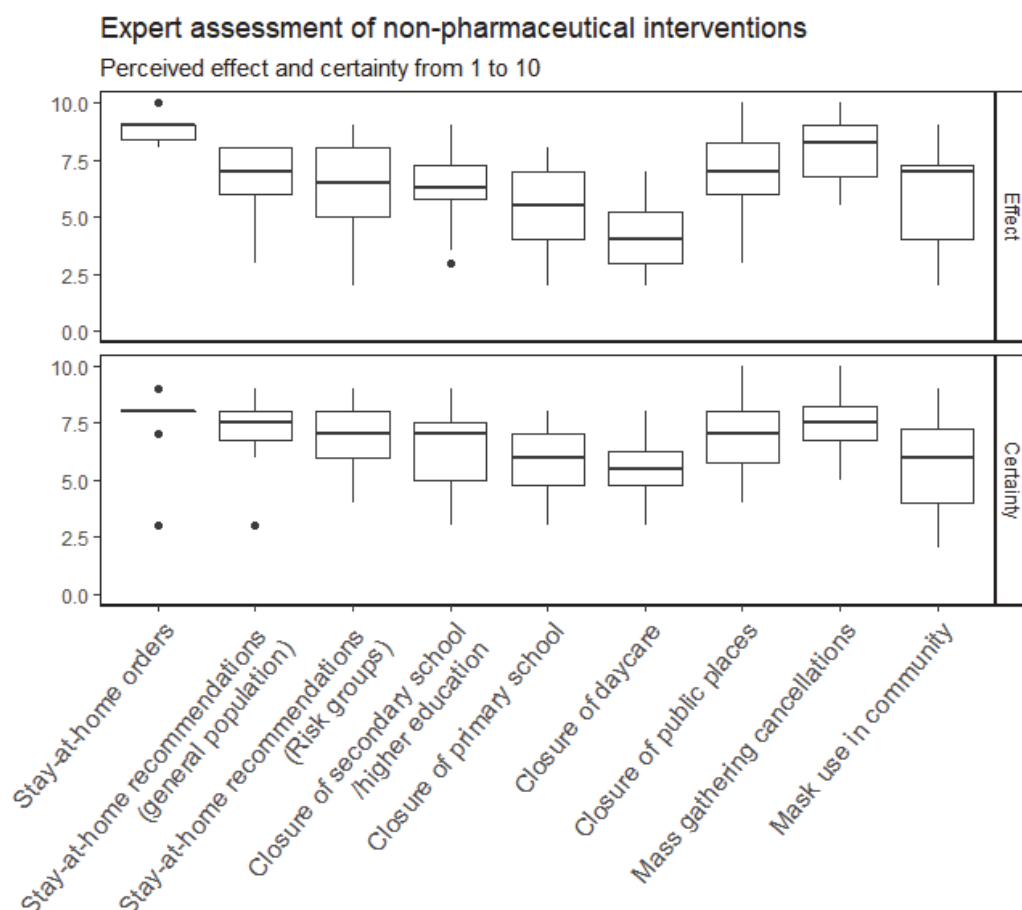 Expert assessment of non-pharmaceutical interventions
Perceived effect and certainty from 1 to 10
10.0
7.5
5.0
2.5
0.0
Effect
10.0
7.5
5.0
2.5
0.0
Certainty
Stay-at-home orders
Stay-at-home recommendations
(general population)
Stay-at-home recommendations
(Risk groups)
Closure of secondary school
/higher education
Closure of primary school
Closure of daycare
Closure of public places
Mass gathering cancellations
Mask use in community